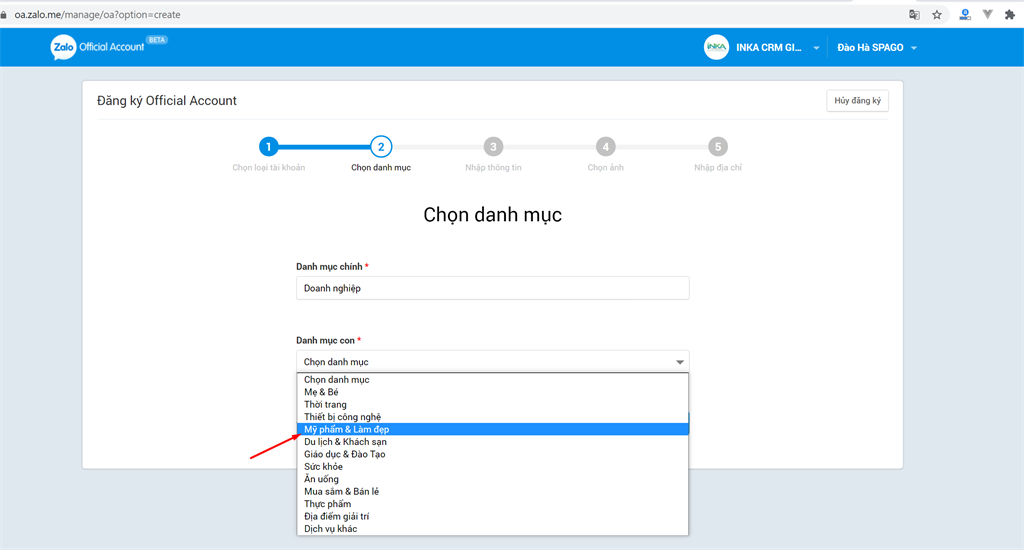 oa.zalo.me/manage/oa?option=create
Zalo Official Account BETA
iNKA INKA CRM GI... Đào Hà SPAGO
Đăng ký Official Account
Hủy đăng ký
1 2 3 4 5
Chọn loại tài khoản Chọn danh mục Nhập thông tin Chọn ảnh Nhập địa chỉ
Chọn danh mục
Danh mục chính *
Doanh nghiệp
Danh mục con *
Chọn danh mục
Chọn danh mục
Mẹ & Bé
Thời trang
Thiết bị công nghệ
Mỹ phẩm & Làm đẹp
Du lịch & Khách sạn
Giáo dục & Đào Tạo
Sức khỏe
Ăn uống
Mua sắm & Bán lẻ
Thực phẩm
Địa điểm giải trí
Dịch vụ khác